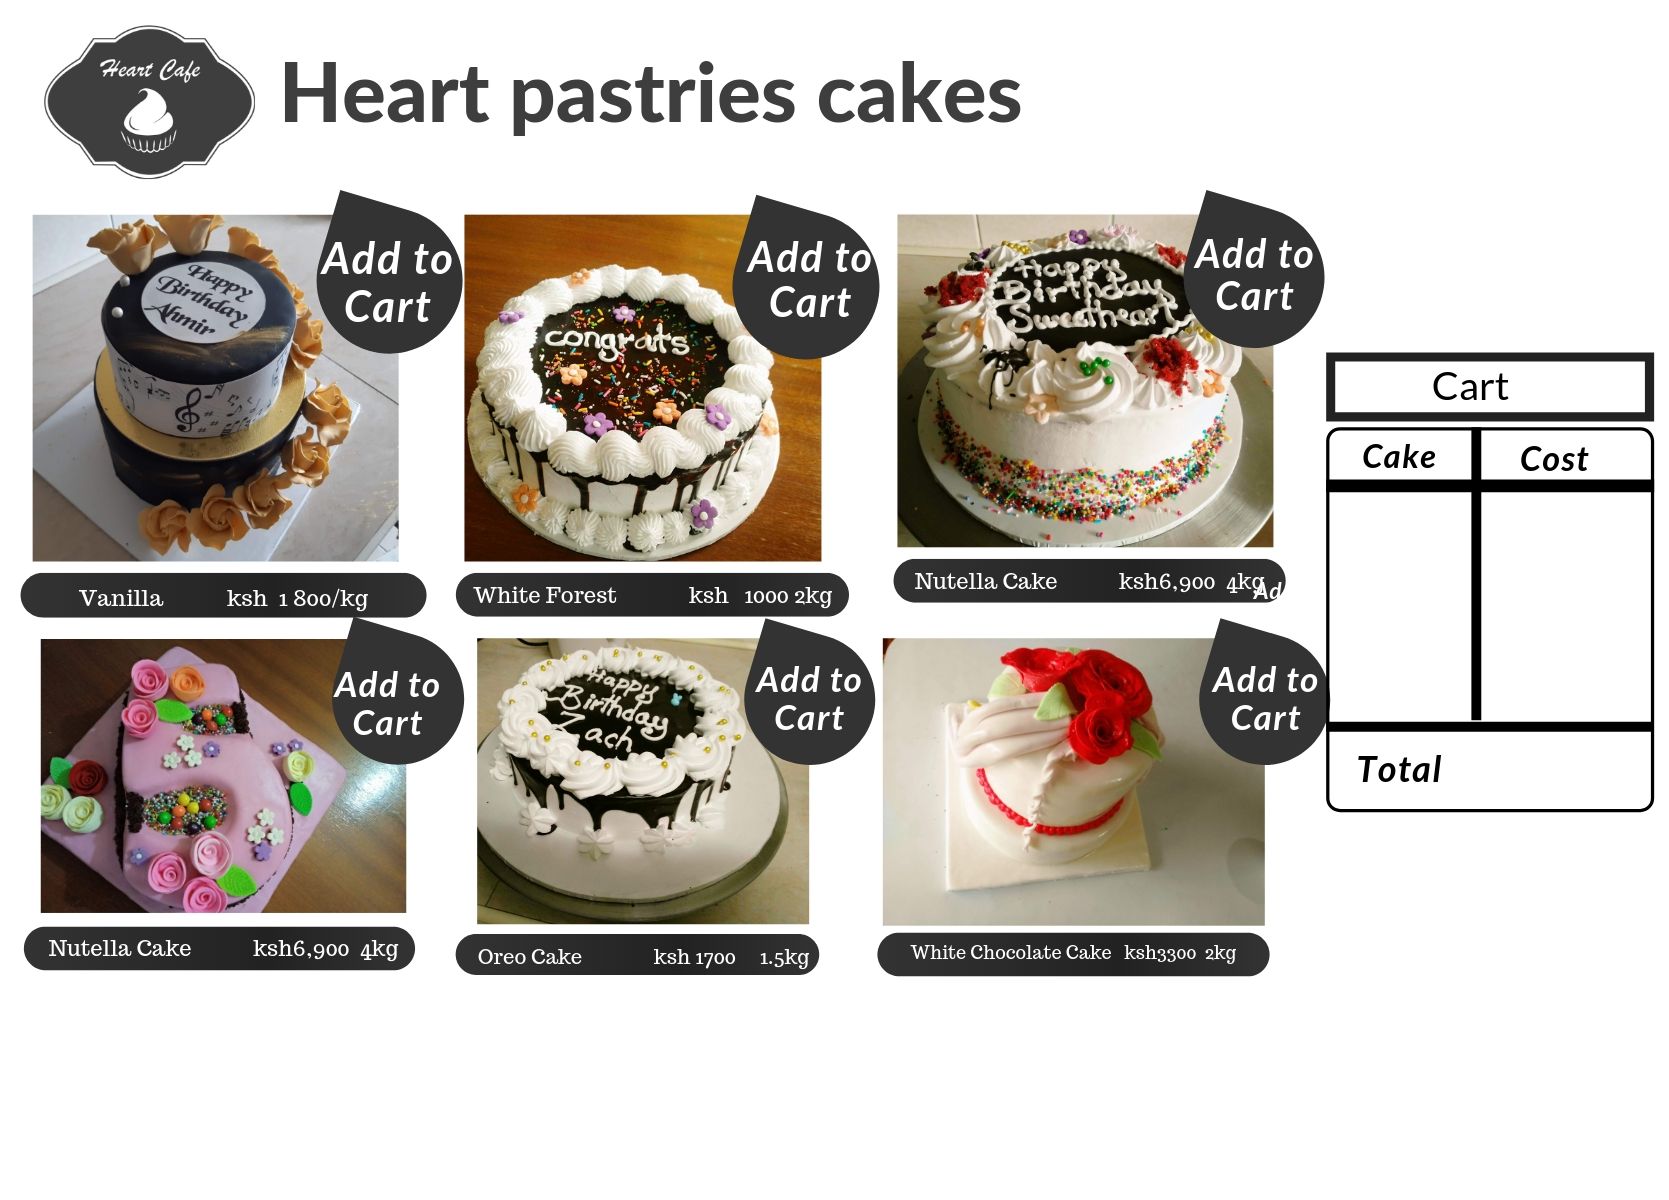 Heart Cafe
Heart pastries cakes
Happy
Birthday
Ahmir
Add to
Cart
congrats
Add to
Cart
Happy
Birthday
Sweetheart
Add to
Cart
Vanilla ksh 1 800/kg
White Forest ksh 1000 2kg
Nutella Cake ksh6,900 4kg
Ad
Add to
Cart
Happy
Birthday
Zach
Add to
Cart
Add to
Cart
Nutella Cake ksh6,900 4kg
Oreo Cake ksh 1700 1.5kg
White Chocolate Cake ksh3300 2kg
Cart
Cake Cost
Total